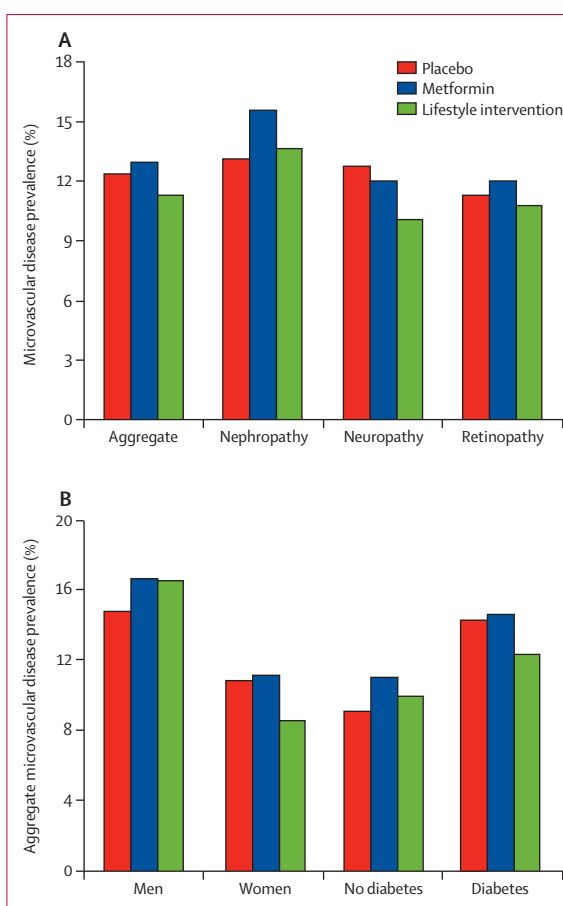 A
18
15
12
9
6
3
0
Microvascular disease prevalence (%)
Placebo
Metformin
Lifestyle intervention
Aggregate
Nephropathy
Neuropathy
Retinopathy
B
20
16
12
8
4
0
Aggregate microvascular disease prevalence (%)
Men
Women
No diabetes
Diabetes